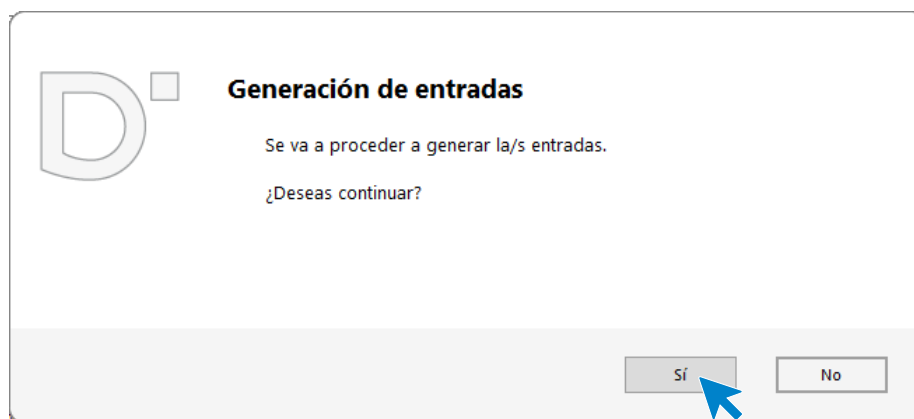 Generación de entradas
Se va a proceder a generar la/s entradas.
¿Deseas continuar?
Sí
No